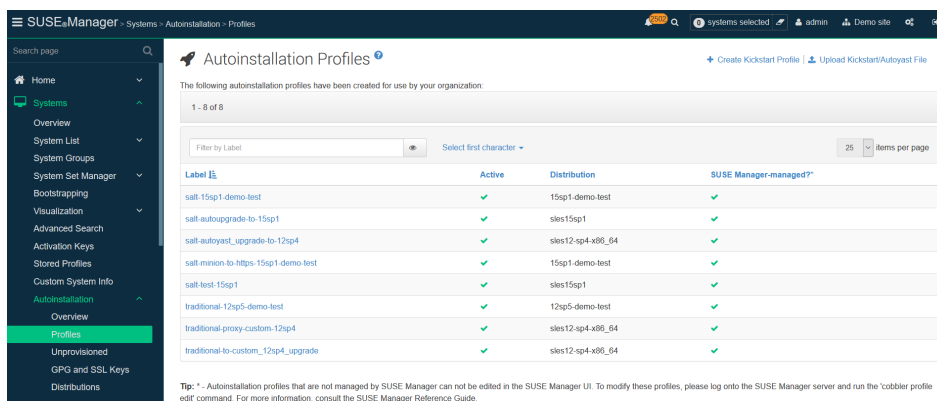 SUSE®Manager > Systems > Autoinstallation > Profiles
2502
0 systems selected
admin
Demo site
Search page
Home
Systems
Overview
System List
System Groups
System Set Manager
Bootstrapping
Visualization
Advanced Search
Activation Keys
Stored Profiles
Custom System Info
Autoinstallation
Overview
Profiles
Unprovisioned
GPG and SSL Keys
Distributions
Autoinstallation Profiles ?
+ Create Kickstart Profile | Upload Kickstart/Autoyast File
The following autoinstallation profiles have been created for use by your organization:
1 - 8 of 8
Filter by Label: Select first character 25 items per page
Label Active Distribution SUSE Manager-managed?*
salt-15sp1-demo-test 15sp1-demo-test
salt-autoupgrade-to-15sp1 sles15sp1
salt-autoyast_upgrade-to-12sp4 sles12-sp4-x86_64
salt-minion-to-https-15sp1-demo-test 15sp1-demo-test
salt-test-15sp1 sles15sp1
traditional-12sp5-demo-test 12sp5-demo-test
traditional-proxy-custom-12sp4 sles12-sp4-x86_64
traditional-to-custom_12sp4_upgrade sles12-sp4-x86_64
Tip: * - Autoinstallation profiles that are not managed by SUSE Manager can not be edited in the SUSE Manager UI. To modify these profiles, please log onto the SUSE Manager server and run the 'cobbler profile
edit' command. For more information, consult the SUSE Manager Reference Guide.